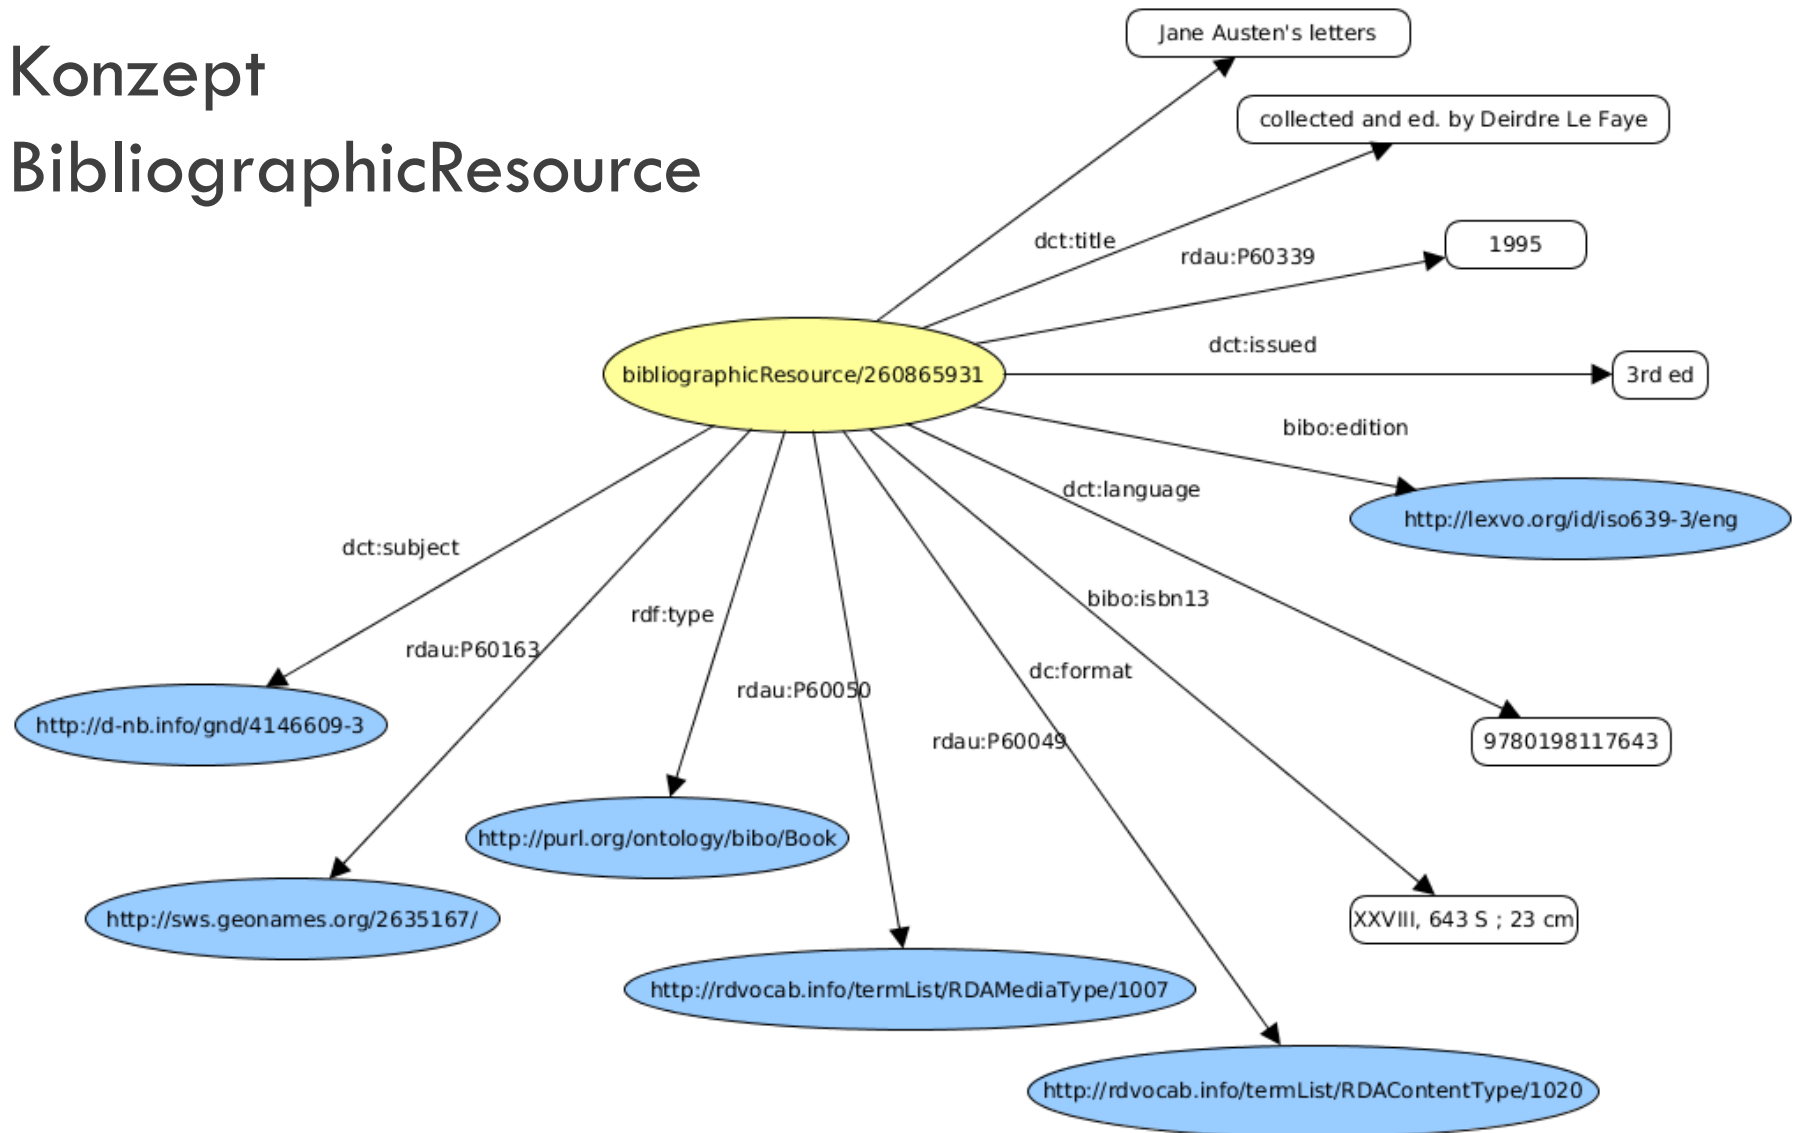 Konzept
BibliographicResource
Jane Austen's letters
collected and ed. by Deirdre Le Faye
dct:title
rdau:P60339
1995
dct:issued
bibliographicResource/260865931
3rd ed
bibo:edition
dct:language
http://lexvo.org/id/iso639-3/eng
dct:subject
bibo:isbn13
rdf:type
rdau:P60163
dc:format
rdau:P60050
http://d-nb.info/gnd/4146609-3
rdau:P60049
9780198117643
http://purl.org/ontology/bibo/Book
http://sws.geonames.org/2635167/
XXVIII, 643 S ; 23 cm
http://rdvocab.info/termList/RDAMediaType/1007
http://rdvocab.info/termList/RDAContentType/1020